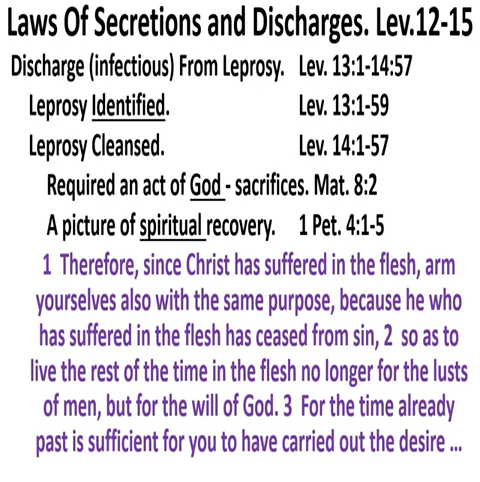 Laws Of Secretions and Discharges. Lev.12-15
Discharge (infectious) From Leprosy. Lev. 13:1-14:57
Leprosy Identified. Lev. 13:1-59
Leprosy Cleansed. Lev. 14:1-57
Required an act of God - sacrifices. Mat. 8:2
A picture of spiritual recovery. 1 Pet. 4:1-5
1 Therefore, since Christ has suffered in the flesh, arm
yourselves also with the same purpose, because he who
has suffered in the flesh has ceased from sin, 2 so as to
live the rest of the time in the flesh no longer for the lusts
of men, but for the will of God. 3 For the time already
past is sufficient for you to have carried out the desire ...